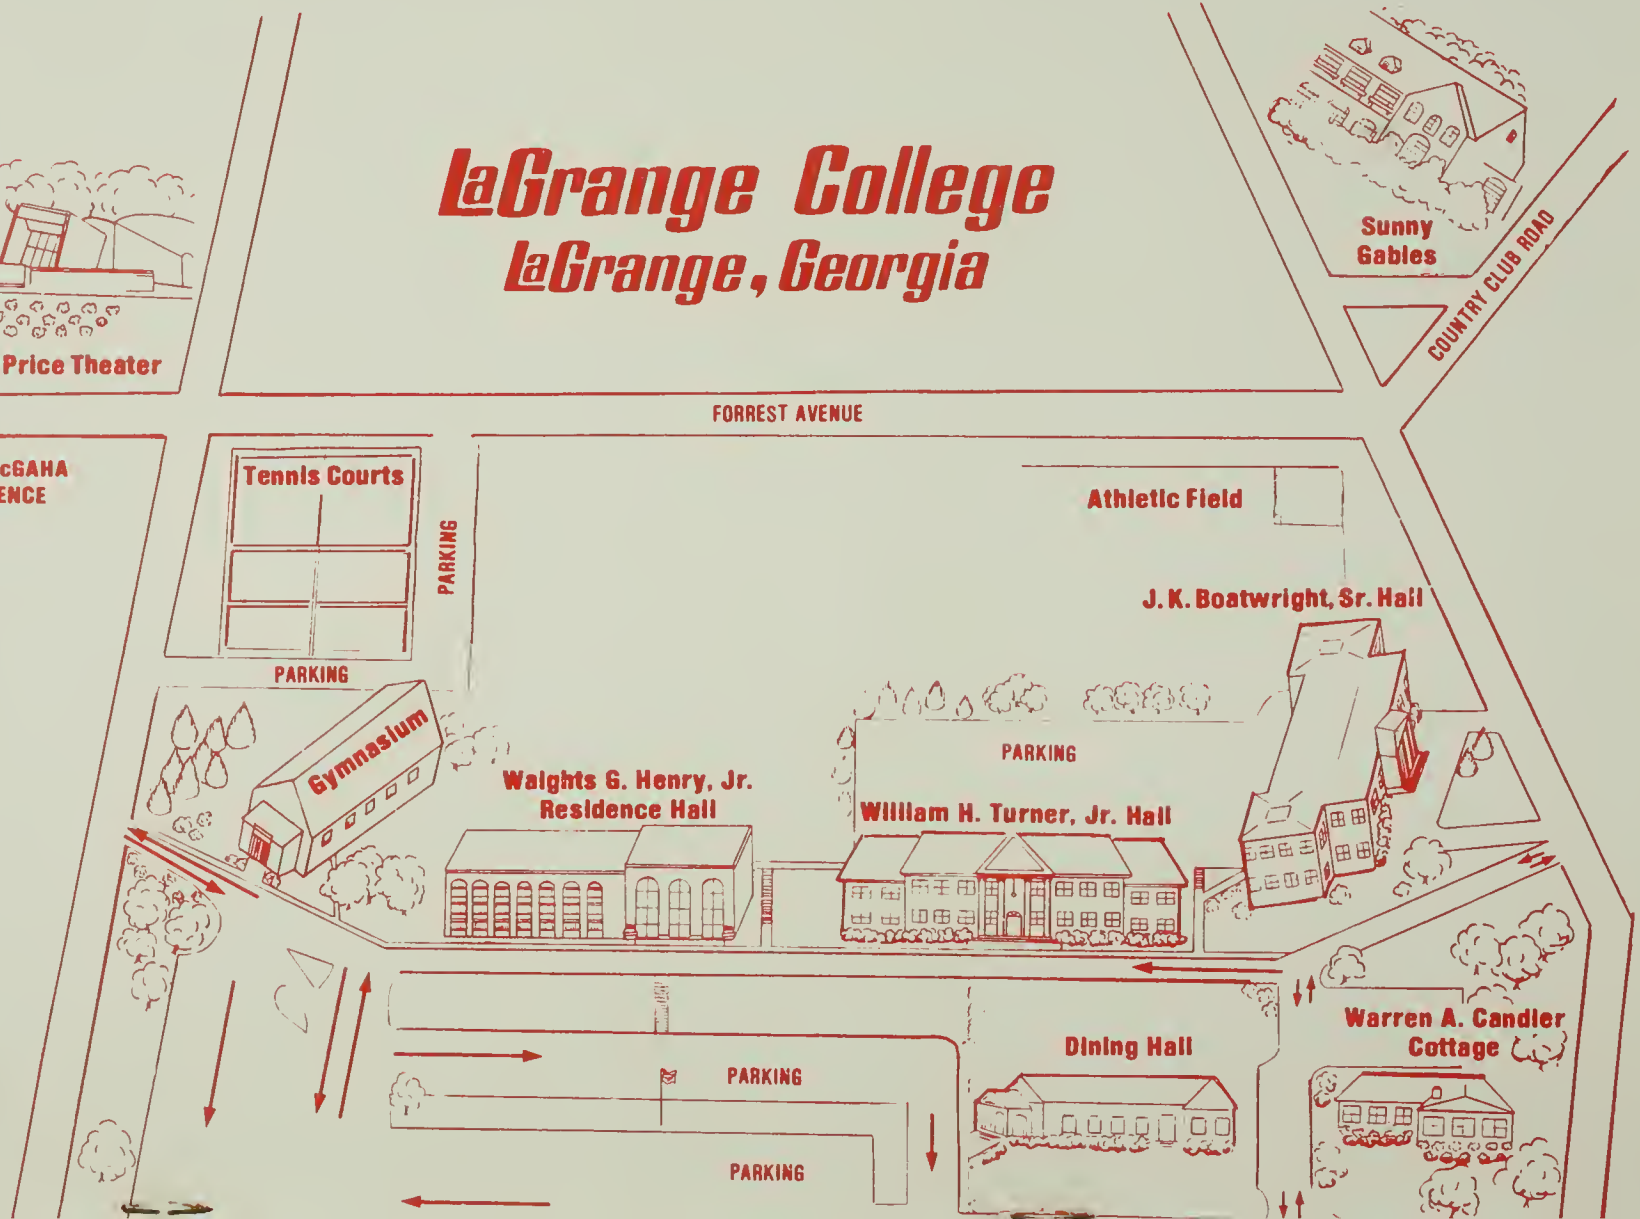 LaGrange College
LaGrange, Georgia
Sunny
Gables
COUNTRY CLUB ROAD
Price Theater
FORREST AVENUE
cGAHA
ENCE
Tennis Courts
PARKING
Athletic Field
J. K. Boatwright, Sr. Hall
PARKING
Gymnasium
PARKING
Waights G. Henry, Jr.
Residence Hall
William H. Turner, Jr. Hall
Warren A. Candler
Cottage
Dining Hall
PARKING
PARKING